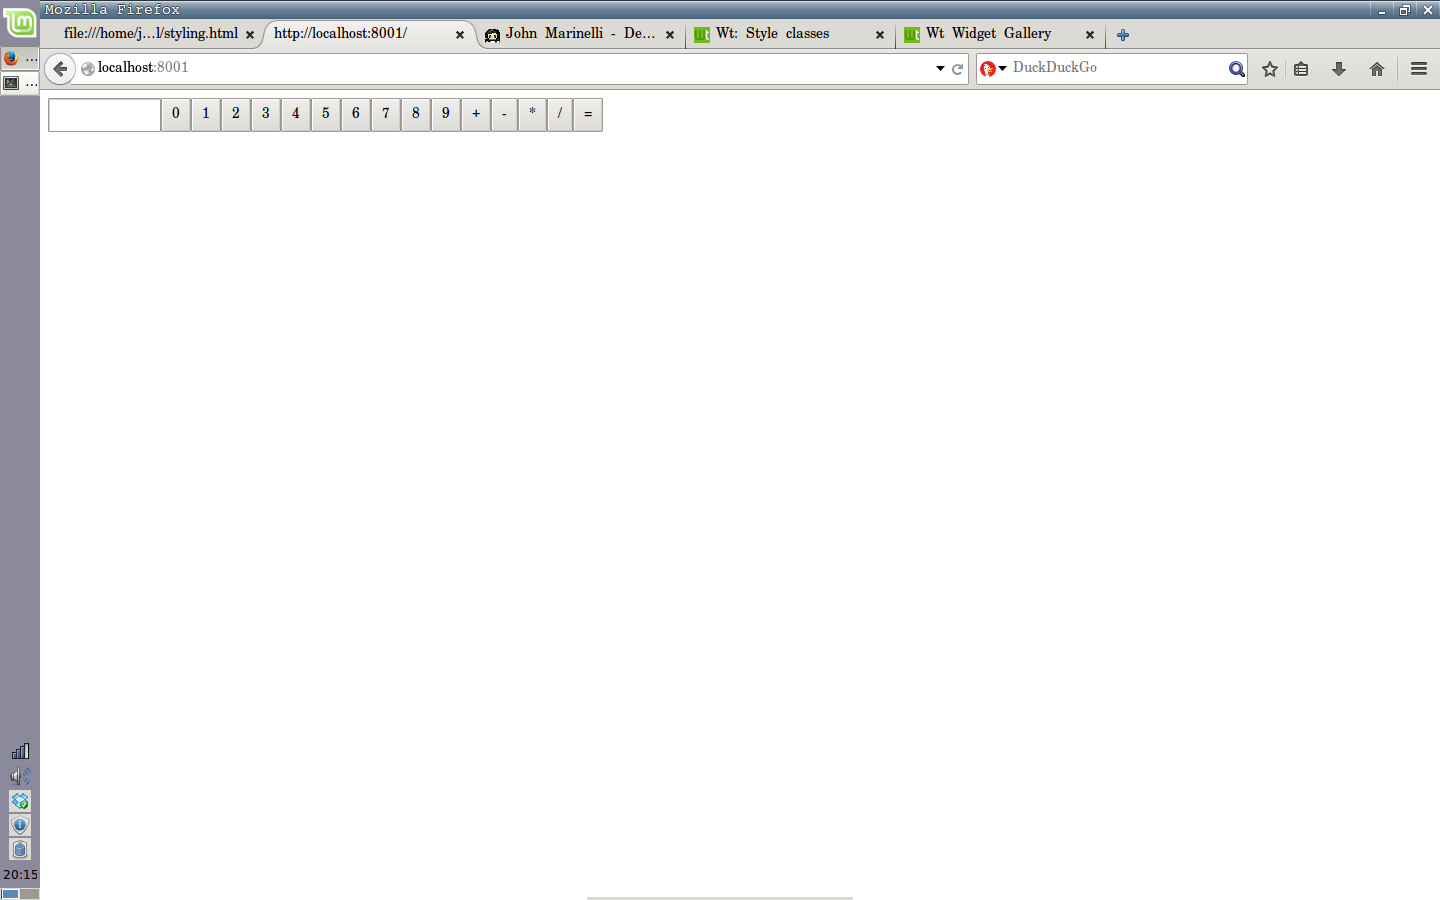 Mozilla Firefox
file:///home/j...l/styling.html http://localhost:8001/ John Marinelli - De... Wt: Style classes Wt Widget Gallery
localhost:8001 DuckDuckGo
0 1 2 3 4 5 6 7 8 9 + - * / =
...
...
20:15